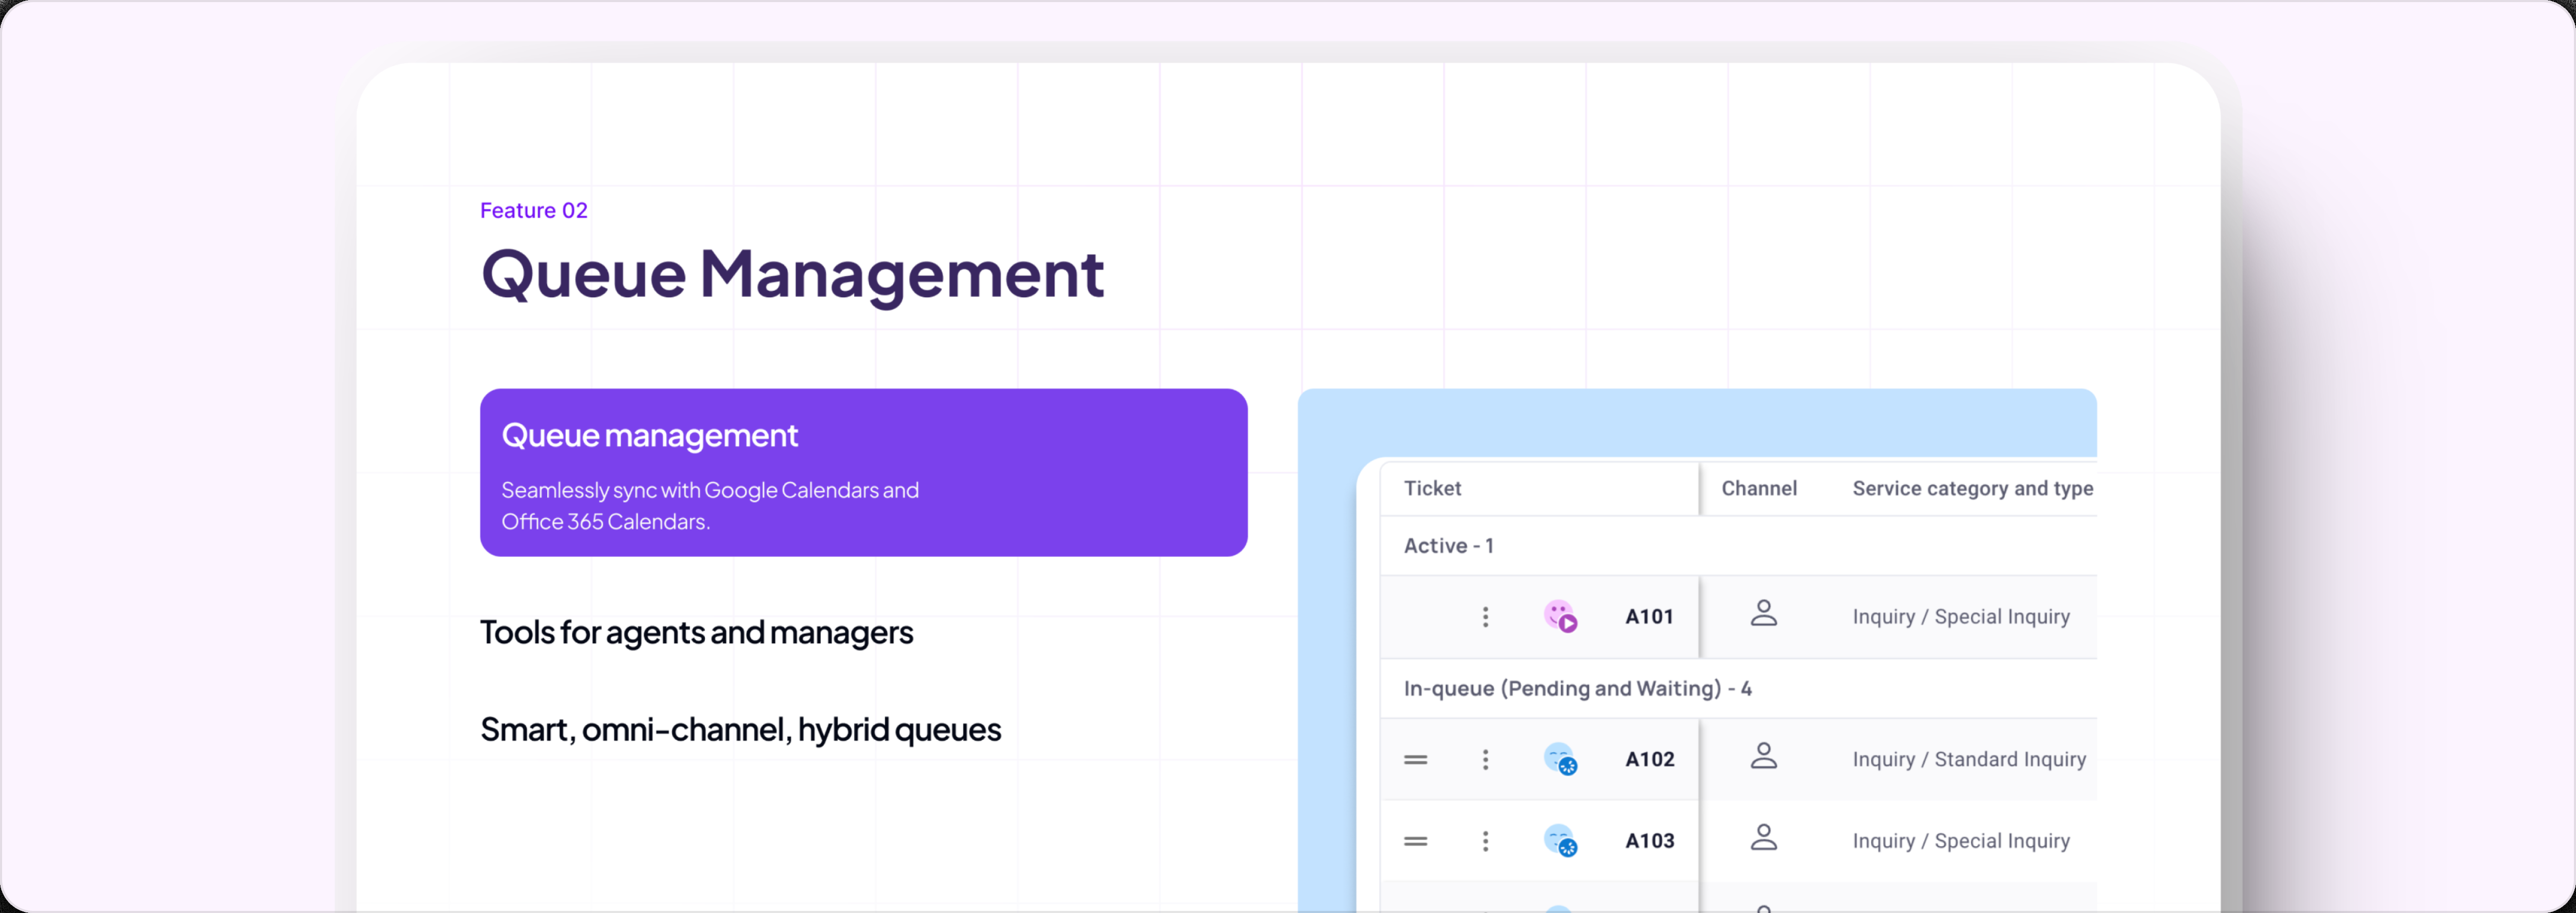 Feature 02
Queue Management
Queue management
Seamlessly sync with Google Calendars and
Office 365 Calendars.
Tools for agents and managers
Smart, omni-channel, hybrid queues
Ticket Channel Service category and type
Active - 1
A101 Inquiry / Special Inquiry
In-queue (Pending and Waiting) - 4
A102 Inquiry / Standard Inquiry
A103 Inquiry / Special Inquiry